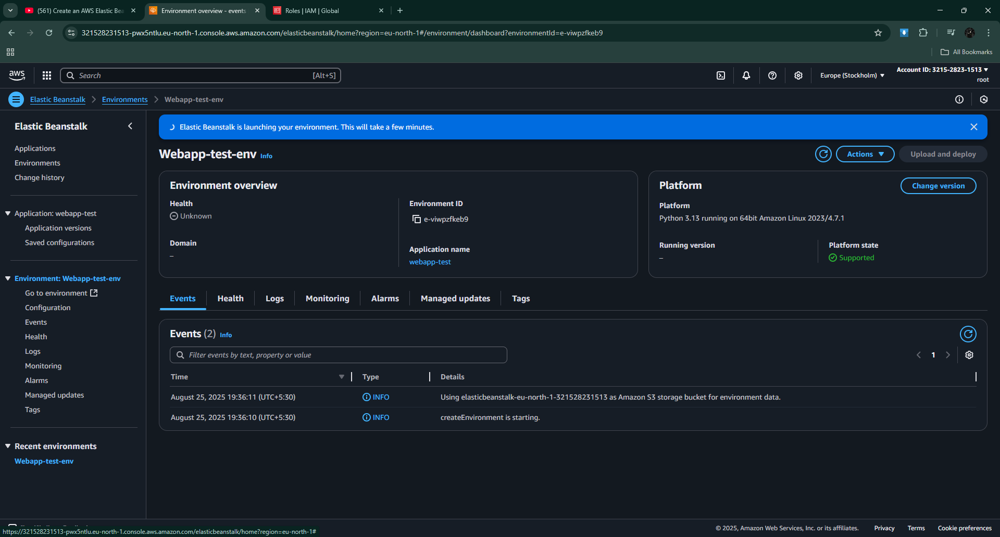 (561) Create an AWS Elastic Bea
Environment overview - events
Roles | IAM | Global
321528231513-pwx5ntlu.eu-north-1.console.aws.amazon.com/elasticbeanstalk/home?region=eu-north-1#/environment/dashboard?environmentId=e-viwpzfkeb9
All Bookmarks
aws
Search [Alt+S]
Europe (Stockholm)
Account ID: 3215-2823-1513
root
Elastic Beanstalk
Environments
Webapp-test-env
Elastic Beanstalk
Applications
Environments
Change history
Application: webapp-test
Application versions
Saved configurations
Environment: Webapp-test-env
Go to environment
Configuration
Events
Health
Logs
Monitoring
Alarms
Managed updates
Tags
Recent environments
Webapp-test-env
Elastic Beanstalk is launching your environment. This will take a few minutes.
Webapp-test-env Info
Actions
Upload and deploy
Environment overview
Health
Unknown
Domain
–
Environment ID
e-viwpzfkeb9
Application name
webapp-test
Platform
Change version
Platform
Python 3.13 running on 64bit Amazon Linux 2023/4.7.1
Running version
–
Platform state
Supported
Events Health Logs Monitoring Alarms Managed updates Tags
Events (2) Info
Filter events by text, property or value
1
Time Type Details
August 25, 2025 19:36:11 (UTC+5:30) INFO Using elasticbeanstalk-eu-north-1-321528231513 as Amazon S3 storage bucket for environment data.
August 25, 2025 19:36:10 (UTC+5:30) INFO createEnvironment is starting.
https://321528231513-pwx5ntlu.eu-north-1.console.aws.amazon.com/elasticbeanstalk/home?region=eu-north-1#
© 2025, Amazon Web Services, Inc. or its affiliates. Privacy Terms Cookie preferences